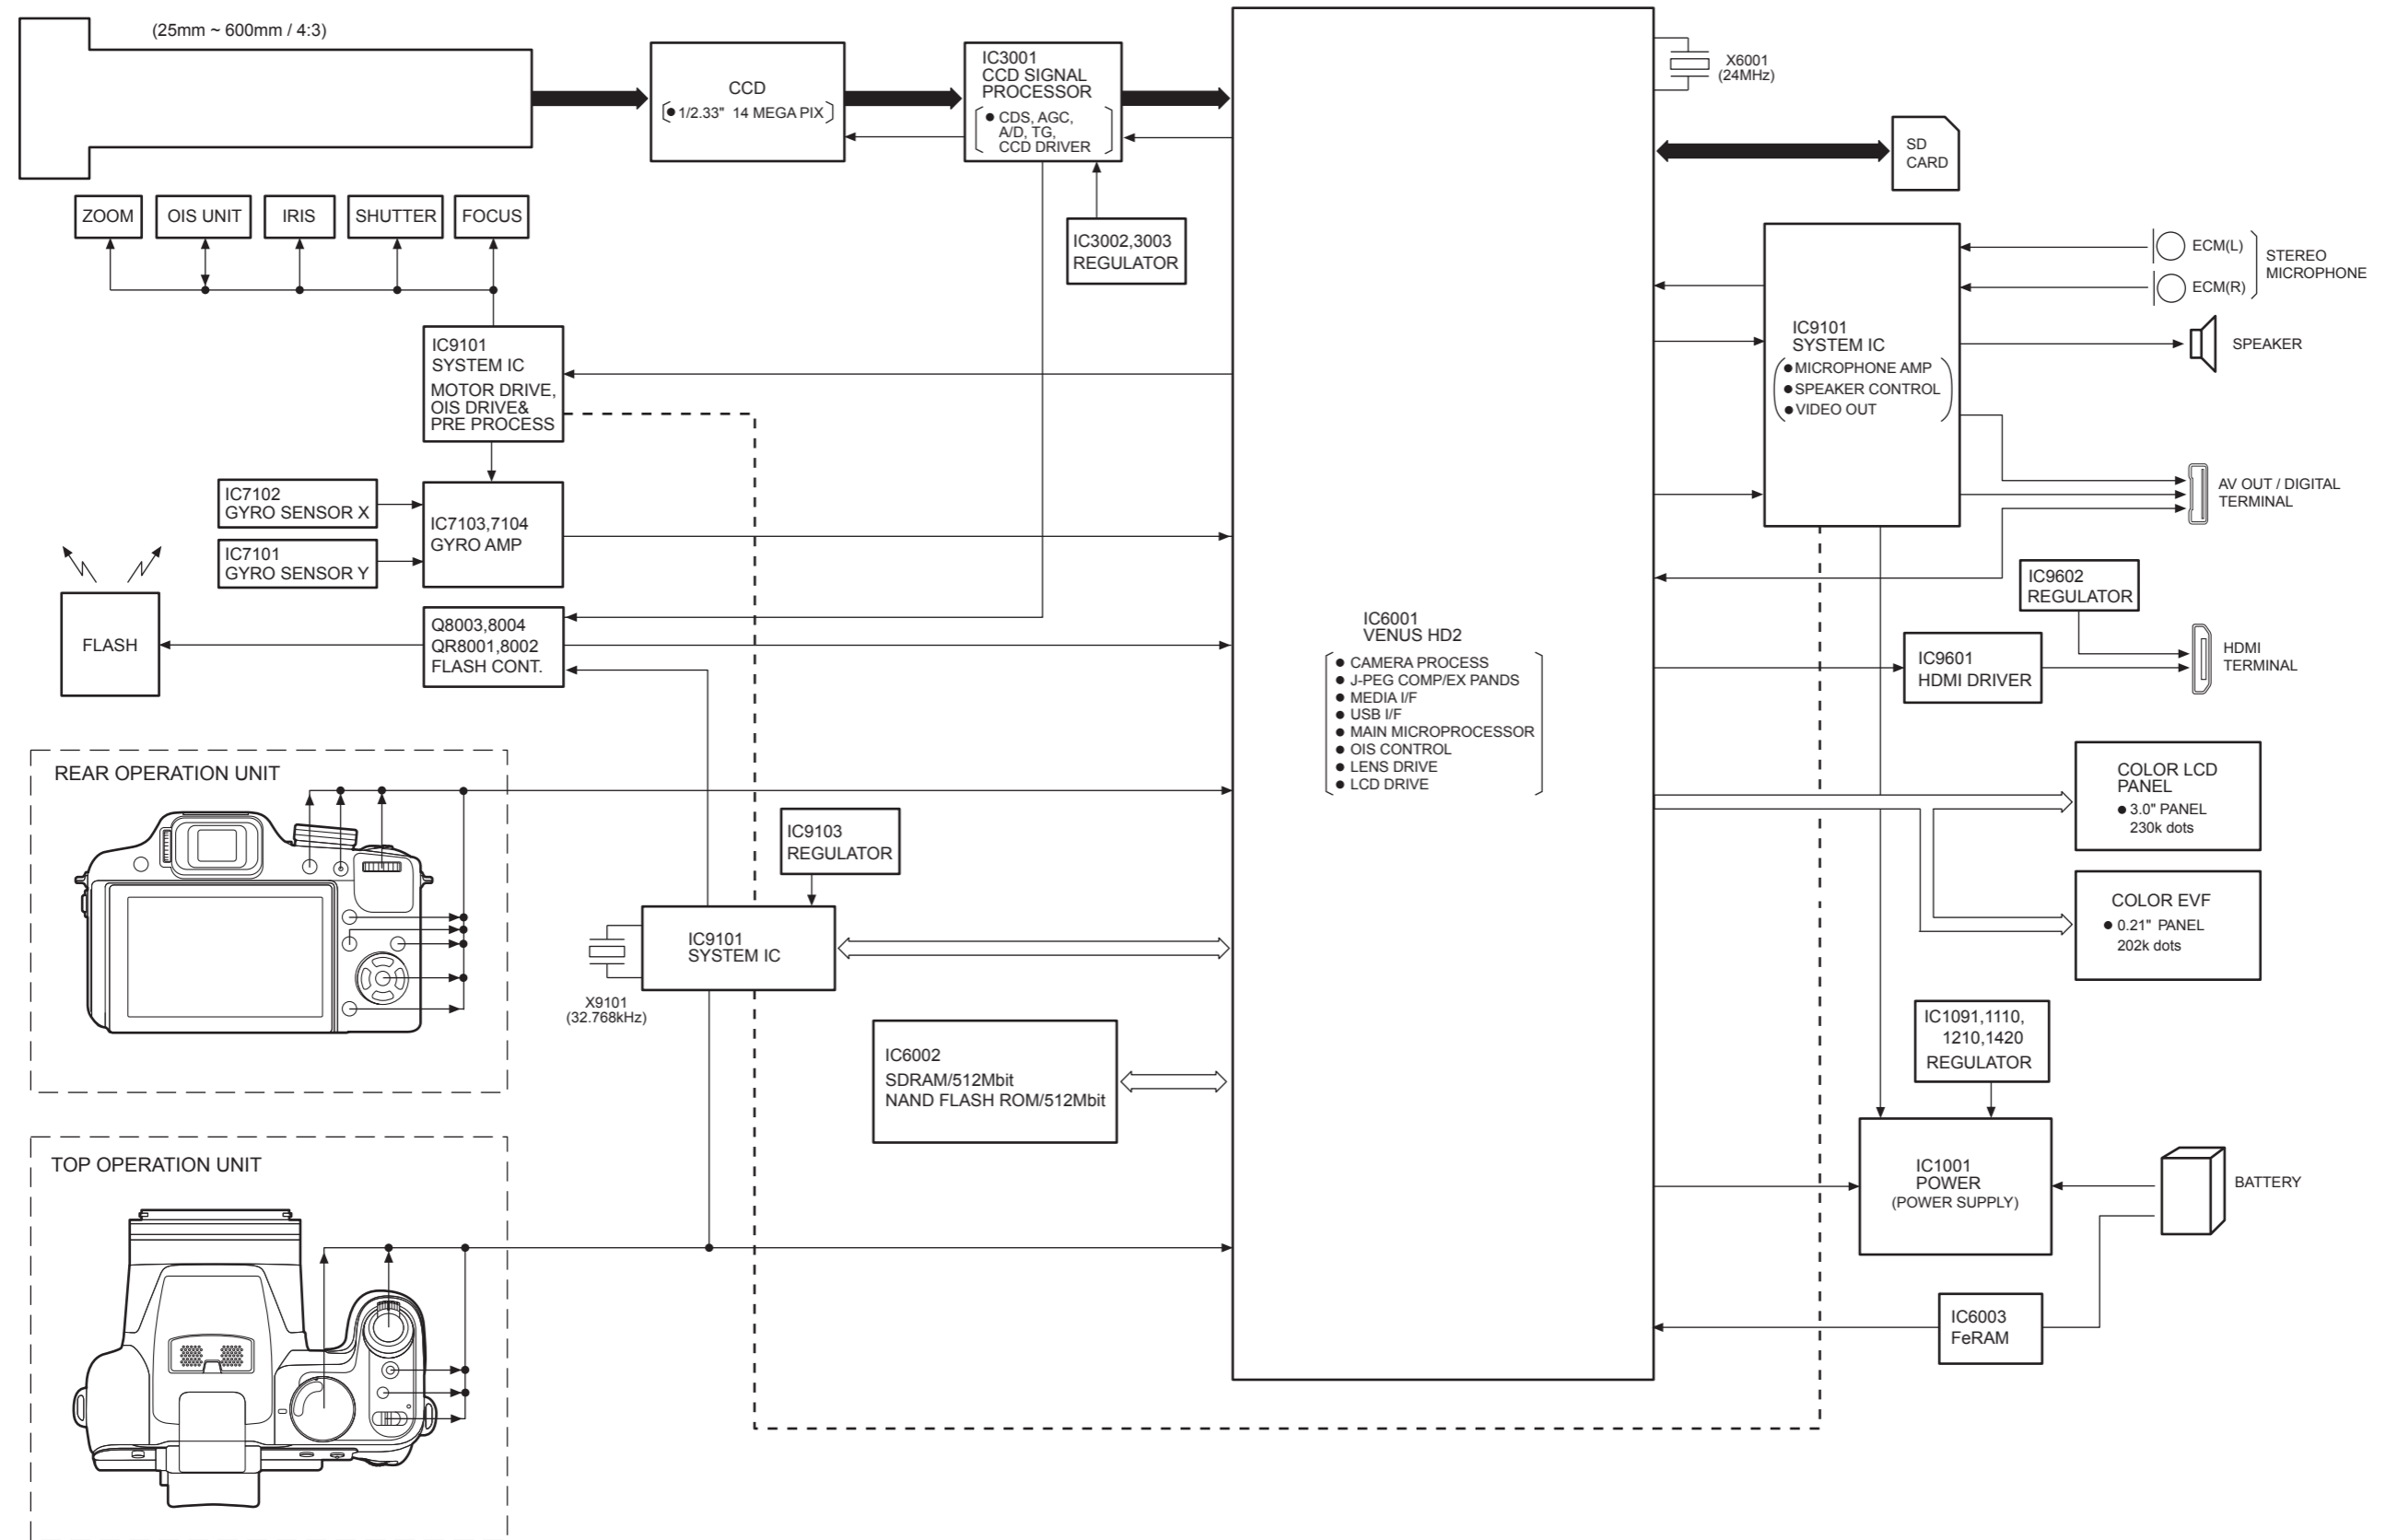 (25mm ~ 600mm / 4:3)
CCD
● 1/2.33" 14 MEGA PIX
IC3001
CCD SIGNAL
PROCESSOR
● CDS, AGC,
A/D, TG,
CCD DRIVER
X6001
(24MHz)
SD
CARD
ZOOM
OIS UNIT
IRIS
SHUTTER
FOCUS
IC3002,3003
REGULATOR
IC9101
SYSTEM IC
MOTOR DRIVE,
OIS DRIVE&
PRE PROCESS
IC9101
SYSTEM IC
● MICROPHONE AMP
● SPEAKER CONTROL
● VIDEO OUT
ECM(L)
ECM(R)
STEREO
MICROPHONE
SPEAKER
AV OUT / DIGITAL
TERMINAL
IC7102
GYRO SENSOR X
IC7101
GYRO SENSOR Y
IC7103,7104
GYRO AMP
FLASH
Q8003,8004
QR8001,8002
FLASH CONT.
IC6001
VENUS HD2
● CAMERA PROCESS
● J-PEG COMP/EX PANDS
● MEDIA I/F
● USB I/F
● MAIN MICROPROCESSOR
● OIS CONTROL
● LENS DRIVE
● LCD DRIVE
IC9602
REGULATOR
IC9601
HDMI DRIVER
HDMI
TERMINAL
REAR OPERATION UNIT
IC9103
REGULATOR
IC9101
SYSTEM IC
X9101
(32.768kHz)
COLOR LCD
PANEL
● 3.0" PANEL
230k dots
COLOR EVF
● 0.21" PANEL
202k dots
IC6002
SDRAM/512Mbit
NAND FLASH ROM/512Mbit
IC1091,1110,
1210,1420
REGULATOR
TOP OPERATION UNIT
IC1001
POWER
(POWER SUPPLY)
BATTERY
IC6003
FeRAM